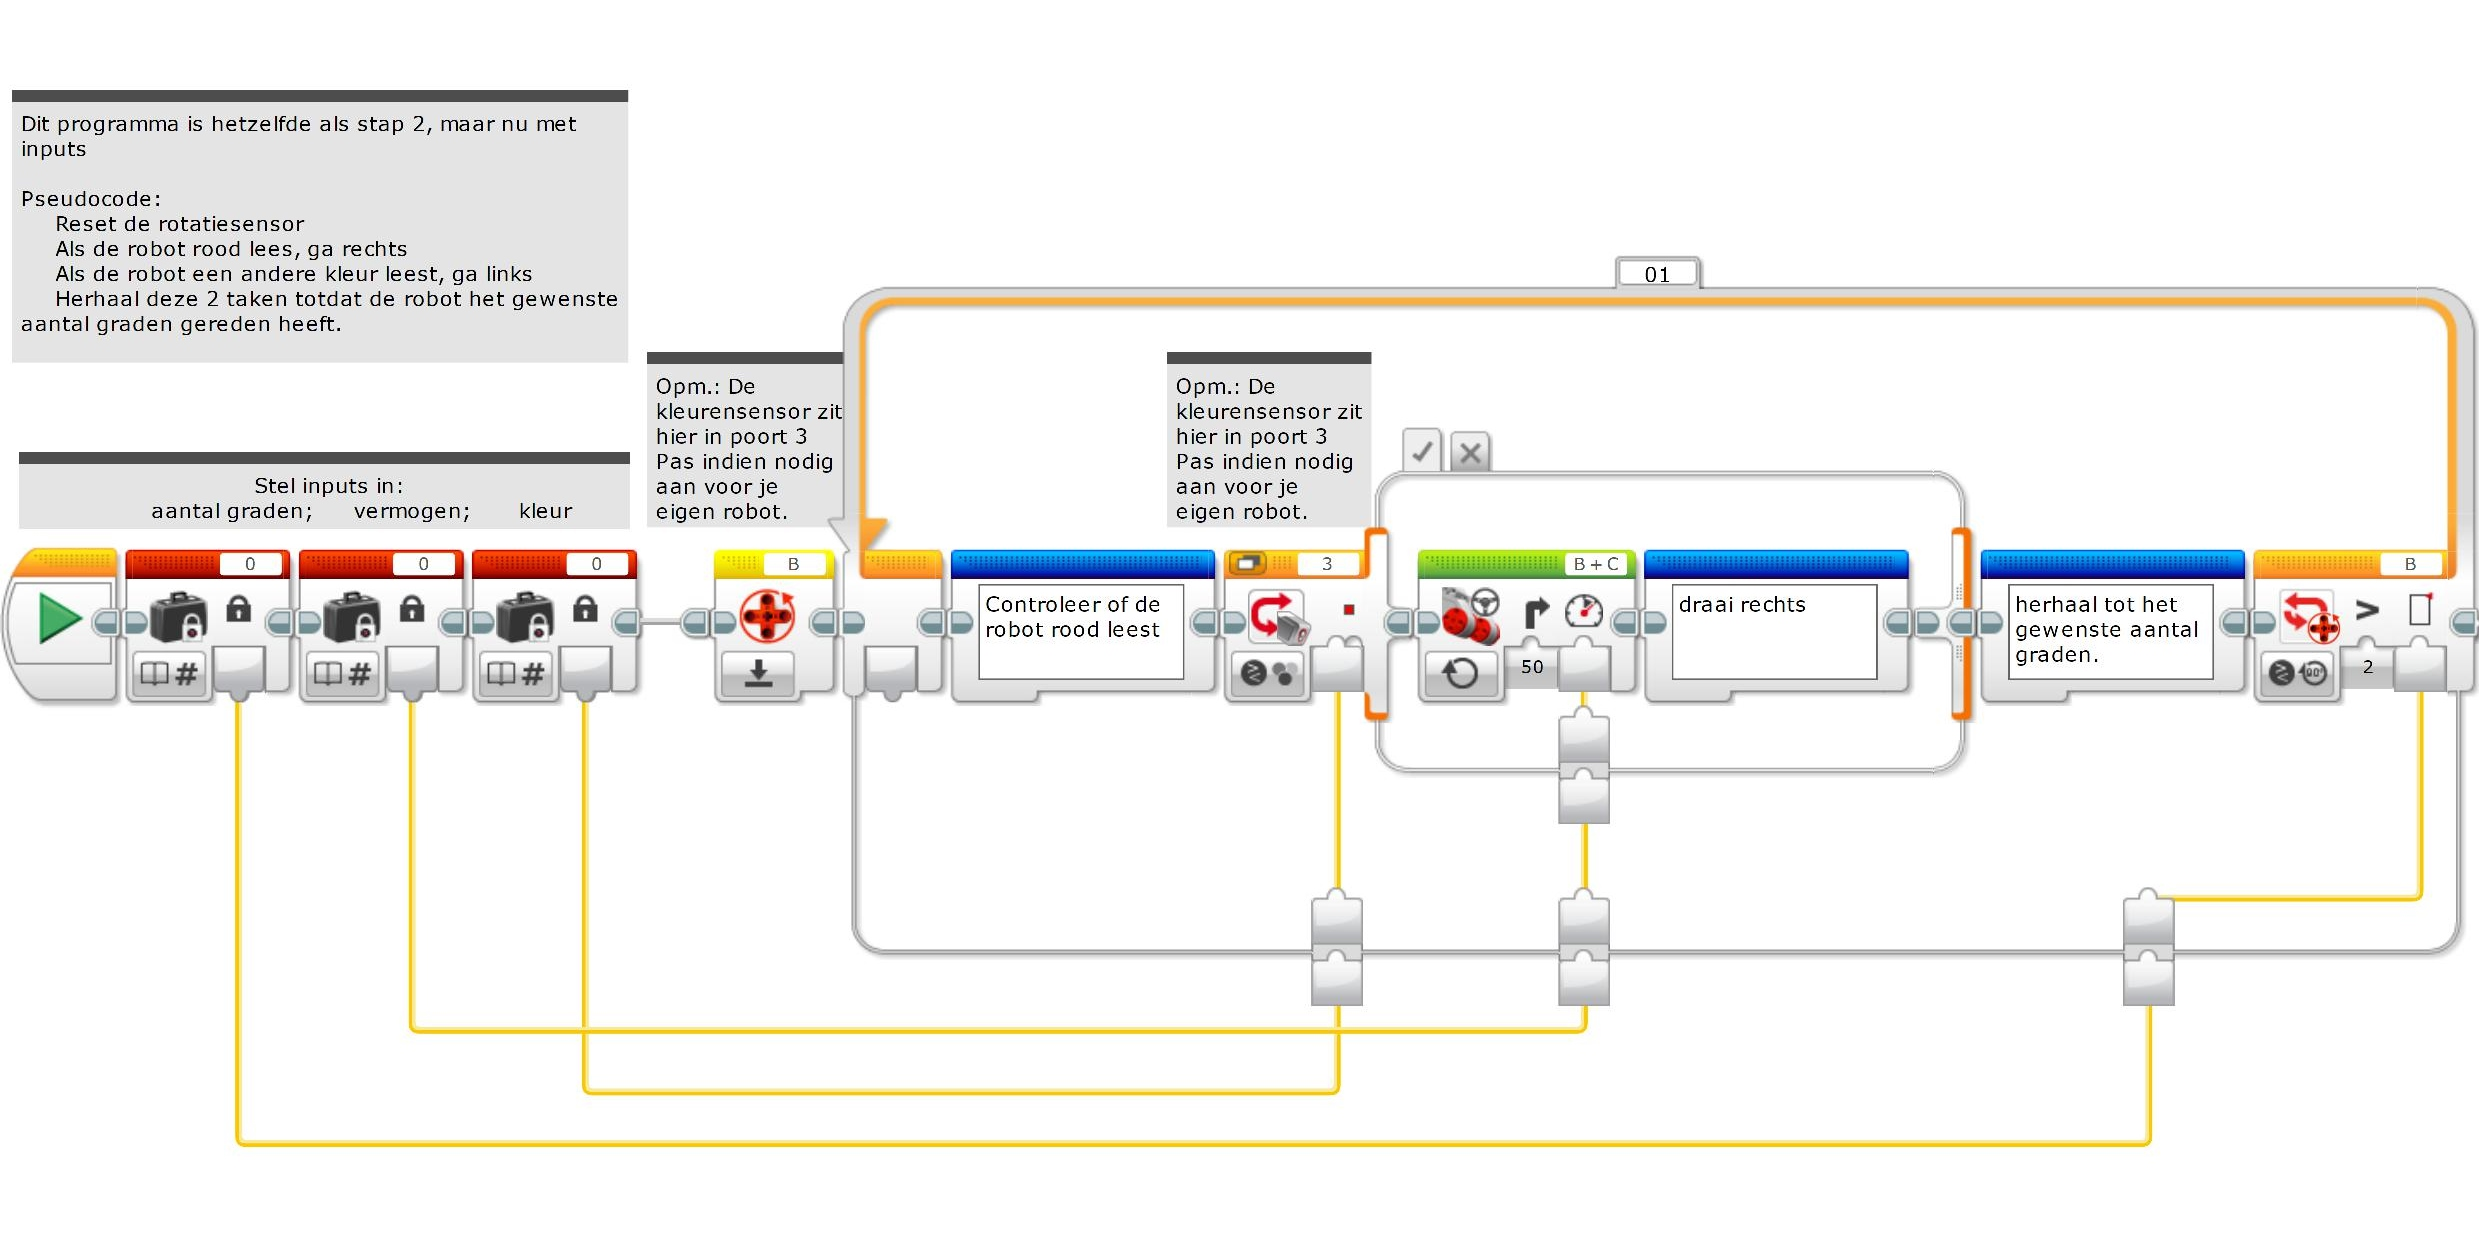 Dit programma is hetzelfde als stap 2, maar nu met
inputs
Pseudocode:
Reset de rotatiesensor
Als de robot rood lees, ga rechts
Als de robot een andere kleur leest, ga links
Herhaal deze 2 taken totdat de robot het gewenste
aantal graden gereden heeft.
Stel inputs in:
aantal graden; vermogen; kleur
Opm.: De
kleurensensor zit
hier in poort 3
Pas indien nodig
aan voor je
eigen robot.
Opm.: De
kleurensensor zit
hier in poort 3
Pas indien nodig
aan voor je
eigen robot.
01
0
0
0
B
Controleer of de
robot rood leest
3
B + C
50
draai rechts
herhaal tot het
gewenste aantal
graden.
B
>
2
#
#
#